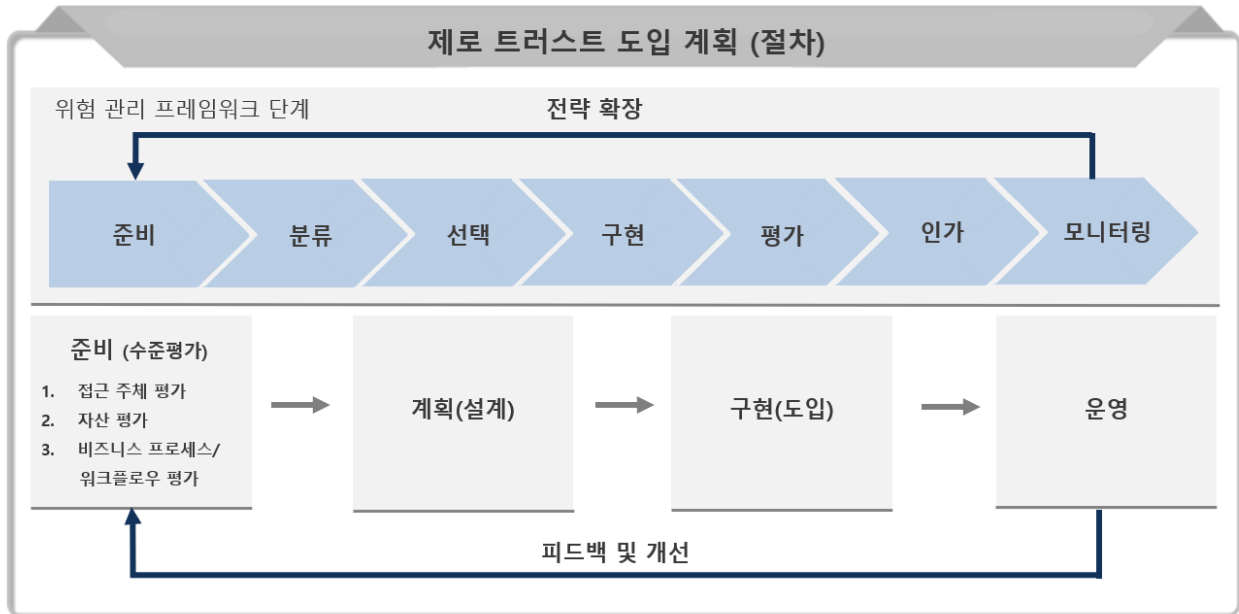 제로 트러스트 도입 계획 (절차)
위험 관리 프레임워크 단계
전략 확장
준비
분류
선택
구현
평가
인가
모니터링
준비 (수준평가)
1. 접근 주체 평가
2. 자산 평가
3. 비즈니스 프로세스/
워크플로우 평가
계획(설계)
구현(도입)
운영
피드백 및 개선